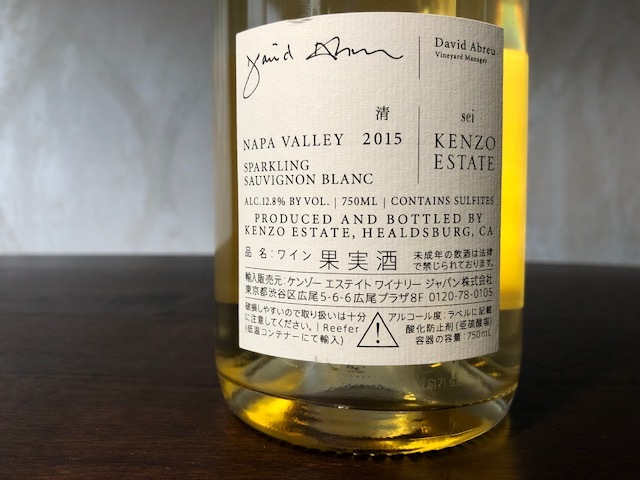 David Abreu
David Abreu
Vineyard Manager
清
sei
NAPA VALLEY 2015
KENZO
ESTATE
SPARKLING
SAUVIGNON BLANC
ALC.12.8% BY VOL. | 750ML | CONTAINS SULFITES
PRODUCED AND BOTTLED BY
KENZO ESTATE, HEALDSBURG, CA
品 名:ワイン 果実酒 未成年の飲酒は法律
で禁じられております。
輸入販売元:ケンゾー エステイト ワイナリー ジャパン株式会社
東京都渋谷区広尾5-6-6広尾プラザ8F 0120-78-0105
破損しやすいので取り扱いは十分
に注意してください。| Reefer
(低温コンテナーにて輸入)
アルコール度:ラベルに記載
酸化防止剤(亜硫酸塩)
容器の容量:750mL